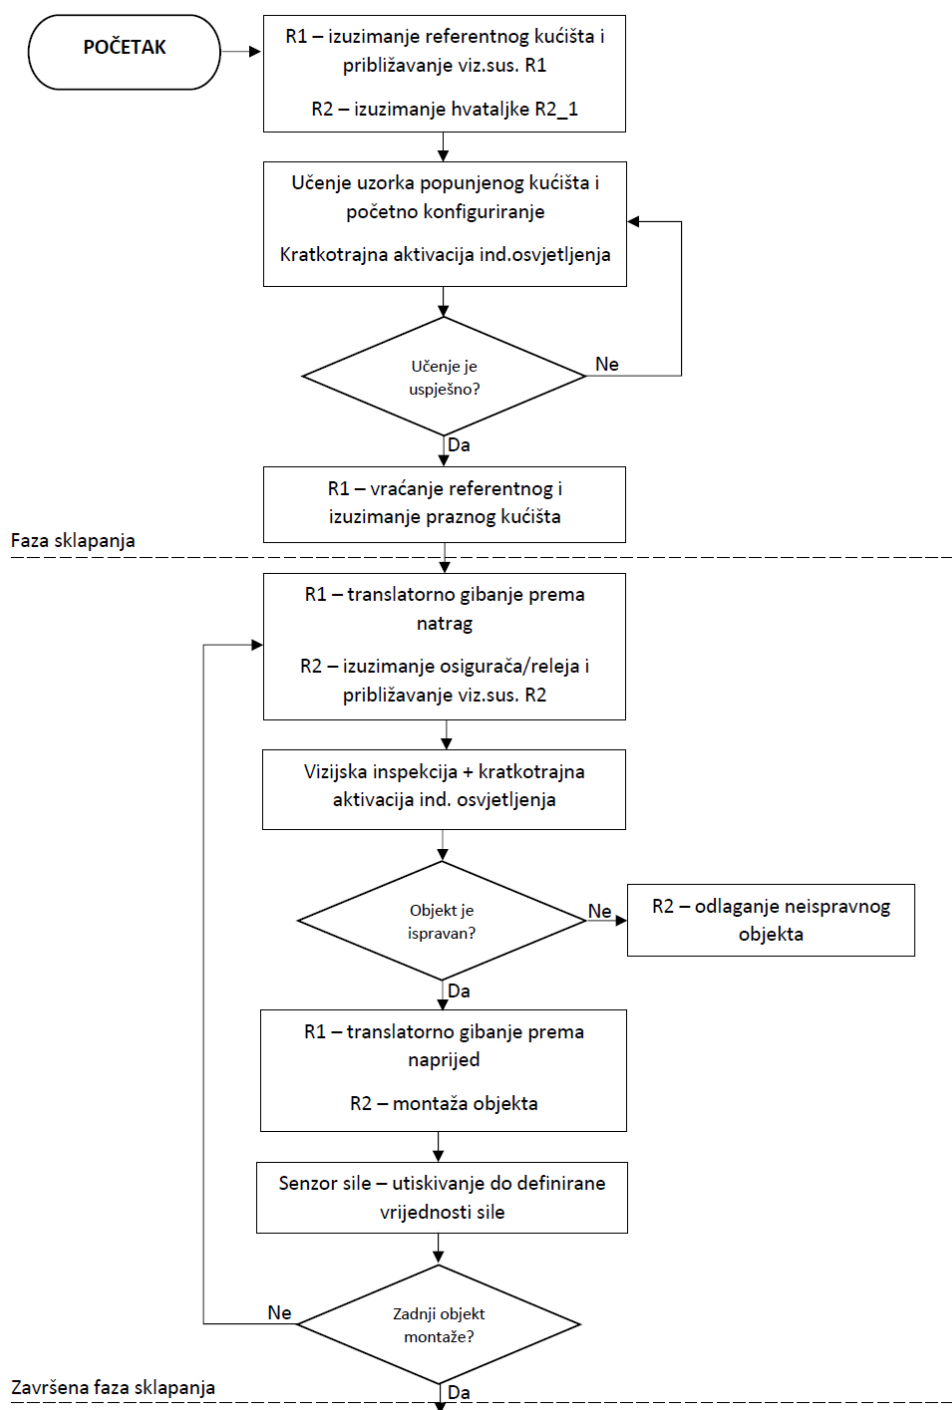 POČETAK
R1 – izuzimanje referentnog kućišta i
približavanje viz.sus. R1
R2 – izuzimanje hvataljke R2_1
Učenje uzorka popunjenog kućišta i
početno konfiguriranje
Kratkotrajna aktivacija ind.osvjetljenja
Učenje je
uspješno?
Ne
Da
R1 – vraćanje referentnog i
izuzimanje praznog kućišta
Faza sklapanja
R1 – translatorno gibanje prema
natrag
R2 – izuzimanje osigurača/releja i
približavanje viz.sus. R2
Vizijska inspekcija + kratkotrajna
aktivacija ind. osvjetljenja
Objekt je
ispravan?
Ne
R2 – odlaganje neispravnog
objekta
Da
R1 – translatorno gibanje prema
naprijed
R2 – montaža objekta
Senzor sile – utiskivanje do definirane
vrijednosti sile
Zadnji objekt
montaže?
Ne
Da
Završena faza sklapanja